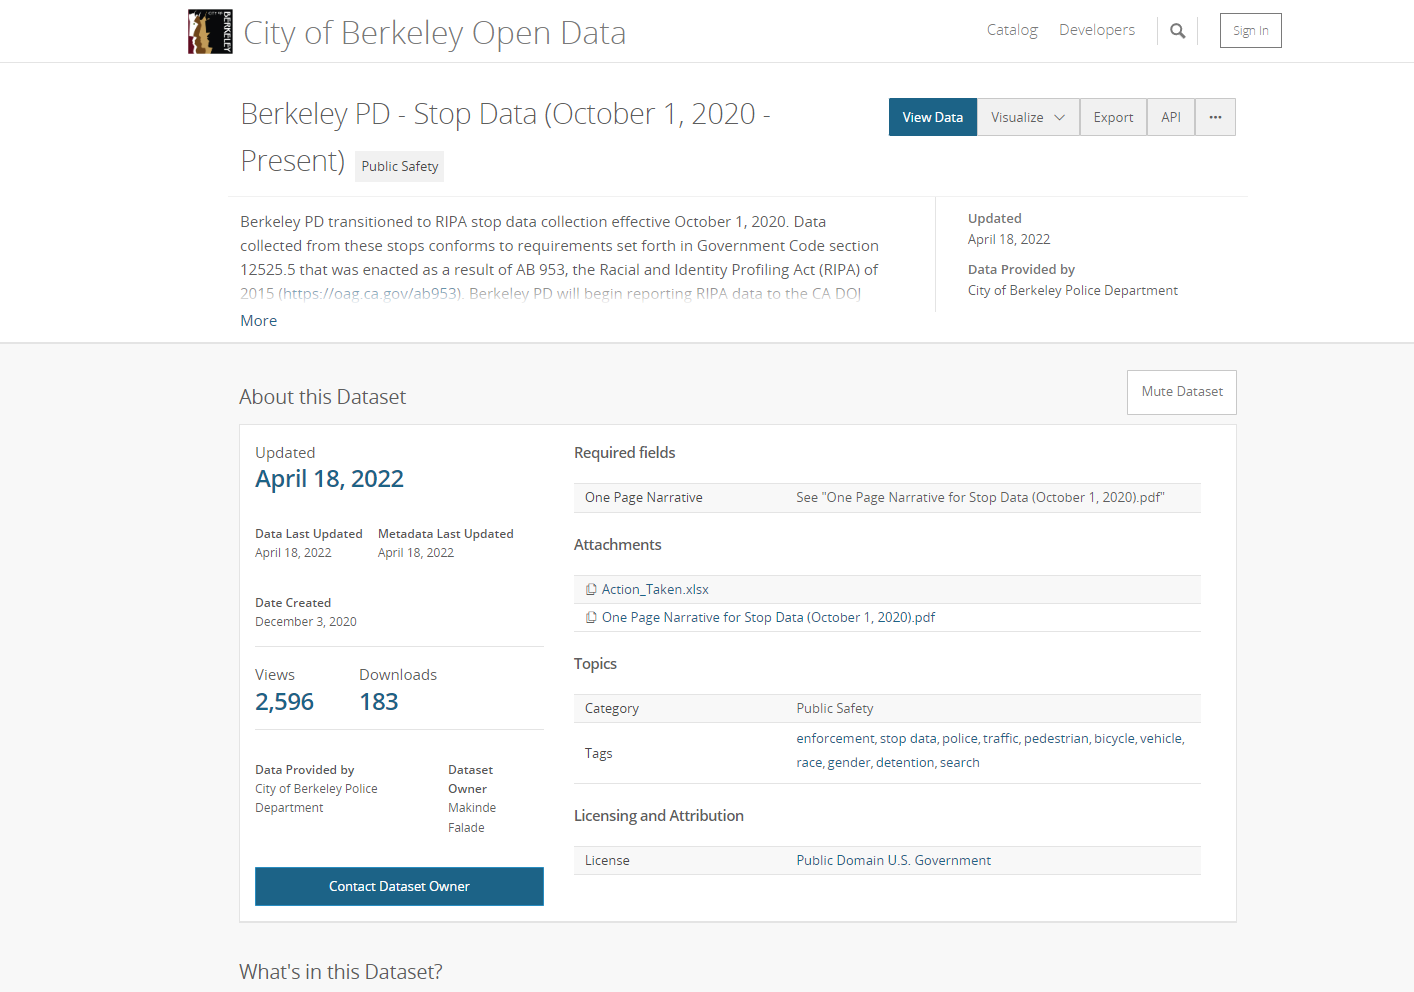 City of Berkeley Open Data
Catalog
Developers
Sign In
Berkeley PD - Stop Data (October 1, 2020 -
Present)
Public Safety
View Data
Visualize
Export
API
Berkeley PD transitioned to RIPA stop data collection effective October 1, 2020. Data
collected from these stops conforms to requirements set forth in Government Code section
12525.5 that was enacted as a result of AB 953, the Racial and Identity Profiling Act (RIPA) of
2015 (https://oag.ca.gov/ab953). Berkeley PD will begin reporting RIPA data to the CA DOJ
More
Updated
April 18, 2022
Data Provided by
City of Berkeley Police Department
About this Dataset
Mute Dataset
Updated
April 18, 2022
Data Last Updated
April 18, 2022
Metadata Last Updated
April 18, 2022
Date Created
December 3, 2020
Views
2,596
Downloads
183
Data Provided by
City of Berkeley Police
Department
Dataset
Owner
Makinde
Falade
Contact Dataset Owner
Required fields
One Page Narrative See "One Page Narrative for Stop Data (October 1, 2020).pdf"
Attachments
Action_Taken.xlsx
One Page Narrative for Stop Data (October 1, 2020).pdf
Topics
Category Public Safety
Tags
enforcement, stop data, police, traffic, pedestrian, bicycle, vehicle,
race, gender, detention, search
Licensing and Attribution
License Public Domain U.S. Government
What's in this Dataset?